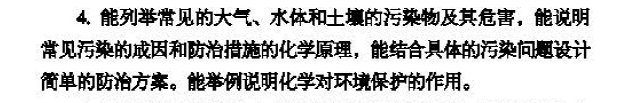 4. 能列举常见的大气、水体和土壤的污染物及其危害，能说明
常见污染的成因和防治措施的化学原理，能结合具体的污染问题设计
简单的防治方案。能举例说明化学对环境保护的作用。